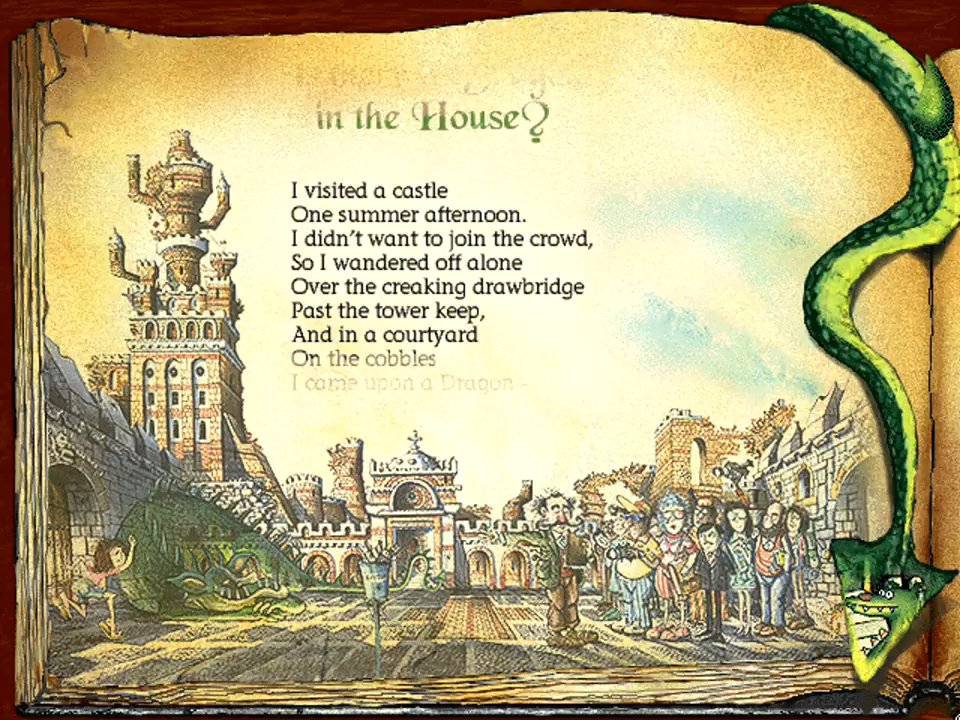 in the House?
I visited a castle
One summer afternoon.
I didn't want to join the crowd,
So I wandered off alone
Over the creaking drawbridge
Past the tower keep,
And in a courtyard
On the cobbles
I came upon a Dragon